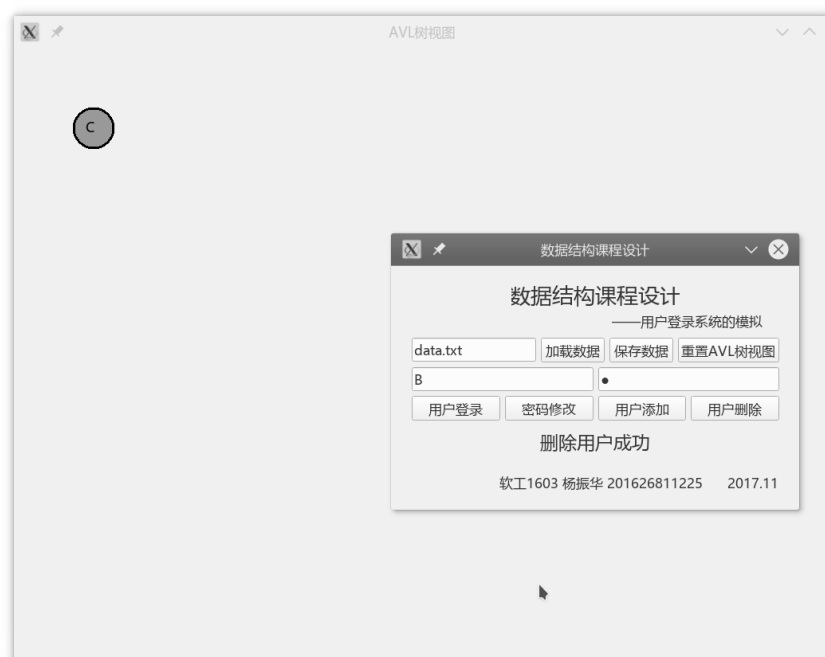 AVL树视图
C
数据结构课程设计
数据结构课程设计
——用户登录系统的模拟
data.txt 加载数据 保存数据 重置AVL树视图
B ●
用户登录 密码修改 用户添加 用户删除
删除用户成功
软工1603 杨振华 201626811225 2017.11